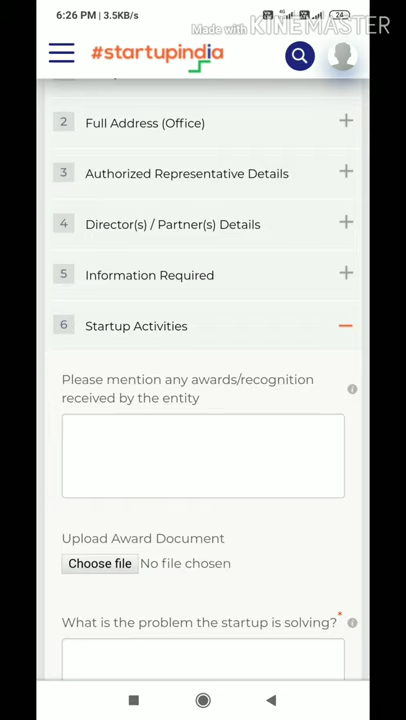 6:26 PM | 3.5KB/s
4G
24
Made with KINEMASTER
#startupindia
2 Full Address (Office) +
3 Authorized Representative Details +
4 Director(s) / Partner(s) Details +
5 Information Required +
6 Startup Activities −
Please mention any awards/recognition
received by the entity
Upload Award Document
Choose file No file chosen
What is the problem the startup is solving?*